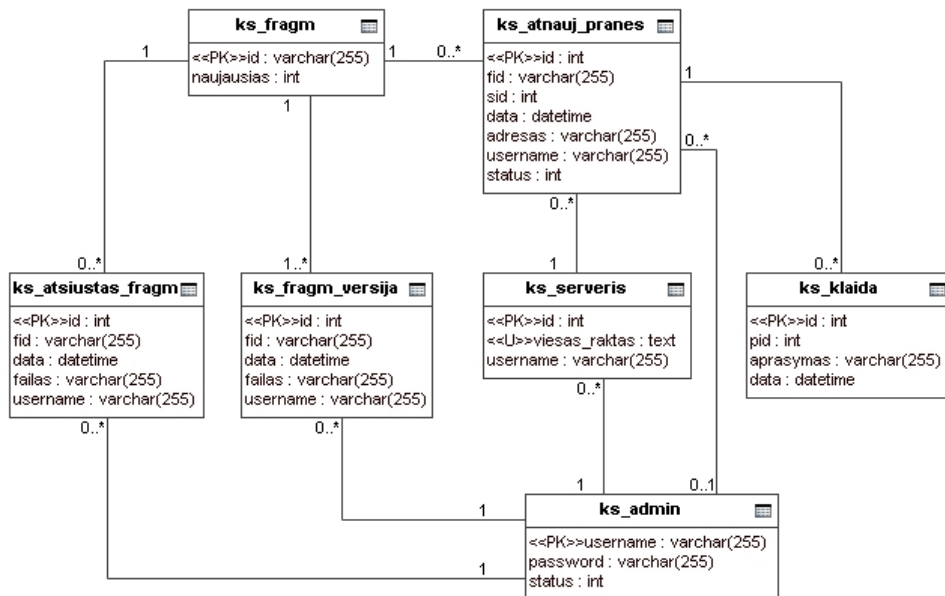 ks_fragm
<<PK>>id : varchar(255)
naujausias : int
ks_atnauj_pranes
<<PK>>id : int
fid : varchar(255)
sid : int
data : datetime
adresas : varchar(255)
username : varchar(255)
status : int
1
1
0..*
1
1
0..*
0..*
0..*
1..*
1
0..*
ks_atsiustas_fragm
<<PK>>id : int
fid : varchar(255)
data : datetime
failas : varchar(255)
username : varchar(255)
ks_fragm_versija
<<PK>>id : int
fid : varchar(255)
data : datetime
failas : varchar(255)
username : varchar(255)
ks_serveris
<<PK>>id : int
<<U>>viesas_raktas : text
username : varchar(255)
ks_klaida
<<PK>>id : int
pid : int
aprasymas : varchar(255)
data : datetime
0..*
0..*
0..*
1
0..1
1
1
ks_admin
<<PK>>username : varchar(255)
password : varchar(255)
status : int